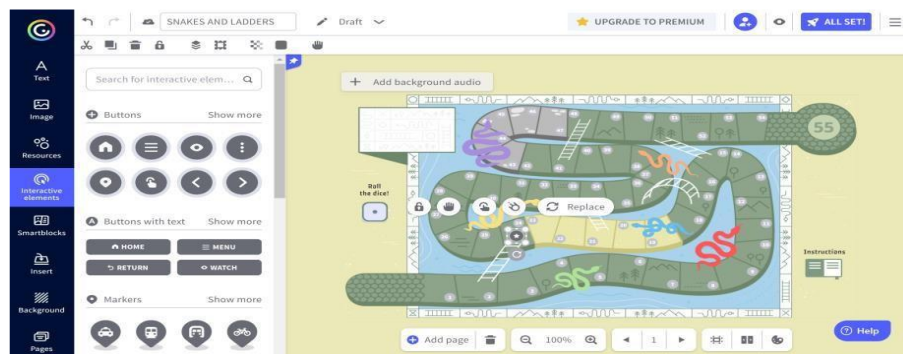 SNAKES AND LADDERS
Draft
UPGRADE TO PREMIUM
ALL SET!
Text
Image
Resources
Interactive
elements
Smartblocks
Insert
Background
Pages
Search for interactive elem...
Buttons
Show more
Buttons with text
Show more
HOME
MENU
RETURN
WATCH
Markers
Show more
Add background audio
55
Roll
the dice!
Replace
Instructions
Add page
100%
1
Help